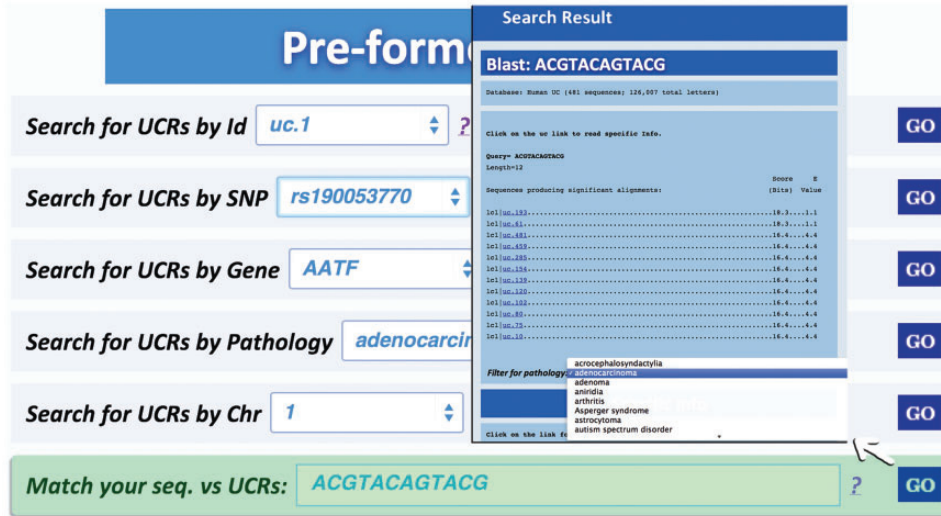 Pre-forme
Search for UCRs by Id uc.1 ? GO
Search for UCRs by SNP rs190053770 GO
Search for UCRs by Gene AATF GO
Search for UCRs by Pathology adenocarcin GO
Search for UCRs by Chr 1 GO
Match your seq. vs UCRs: ACGTACAGTACG ? GO
Search Result
Blast: ACGTACAGTACG
Database: Human UC (481 sequences; 126,007 total letters)
Click on the uc link to read specific Info.
Query= ACGTACAGTACG
Length=12
Score E
Sequences producing significant alignments: (Bits) Value
lcl|uc.193...18.3....1.1
lcl|uc.61...18.3....1.1
lcl|uc.481...16.4....4.4
lcl|uc.459...16.4....4.4
lcl|uc.285...16.4....4.4
lcl|uc.154...16.4....4.4
lcl|uc.139...16.4....4.4
lcl|uc.120...16.4....4.4
lcl|uc.102...16.4....4.4
lcl|uc.80...16.4....4.4
lcl|uc.75...16.4....4.4
lcl|uc.10...16.4....4.4
Filter for pathology: ✓ adenocarcinoma
acrocephalosyndactylia
adenoma
aniridia
arthritis
Asperger syndrome
astrocytoma
autism spectrum disorder
Click on the link fo